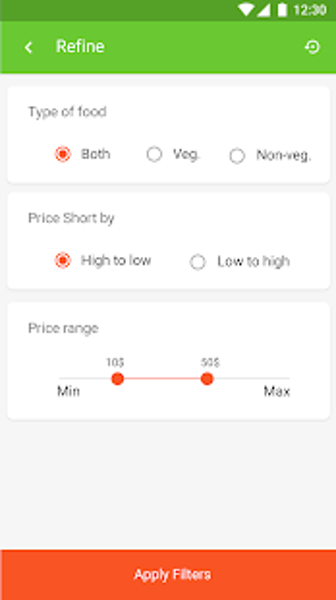 12:30
Refine
Type of food
Both Veg. Non-veg.
Price Short by
High to low Low to high
Price range
10$ 50$
Min Max
Apply Filters